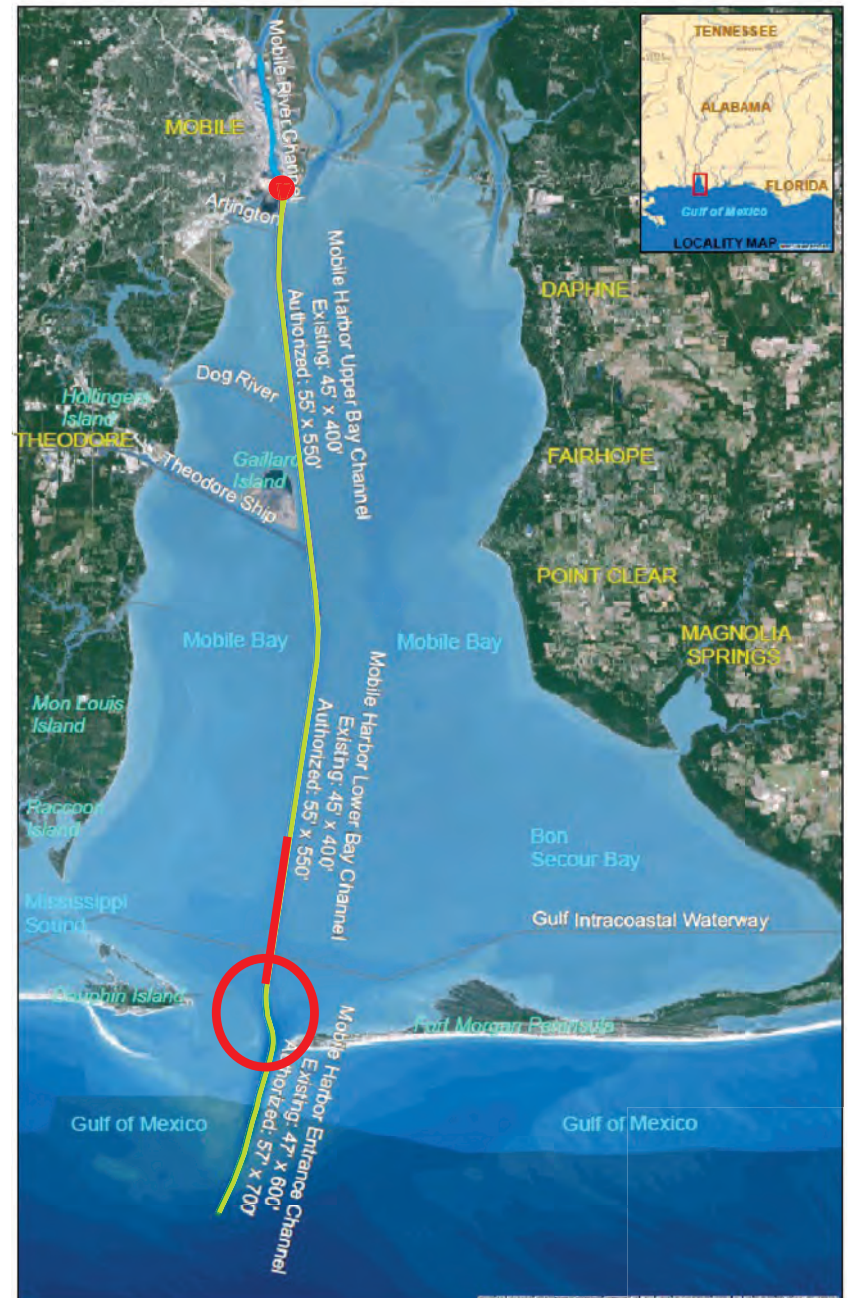 TENNESSEE
ALABAMA
FLORIDA
Gulf of Mexico
LOCALITY MAP
Mobile River Channel
MOBILE
Arlington
Mobile Harbor Upper Bay Channel
Existing: 45' x 400'
Authorized: 55' x 550'
DAPHNE
Dog River
Hollingers
Island
THEODORE
Theodore Ship
Gaillard
Island
FAIRHOPE
POINT CLEAR
MAGNOLIA
SPRINGS
Mobile Bay
Mobile Bay
Mobile Harbor Lower Bay Channel
Existing: 45' x 400'
Authorized: 55' x 550'
Mon Louis
Island
Raccoon
Island
Bon
Secour Bay
Mississippi
Sound
Gulf Intracoastal Waterway
Dauphin Island
Fort Morgan Peninsula
Mobile Harbor Entrance Channel
Existing: 47' x 600'
Authorized: 57' x 700'
Gulf of Mexico
Gulf of Mexico